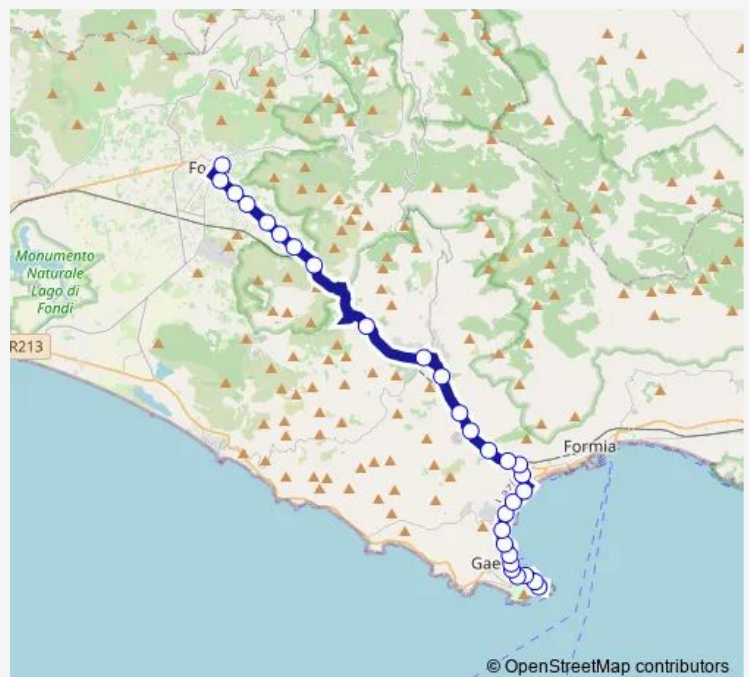 Fo
Monumento
Naturale
Lago di
Fondi
R213
Formia
Gae
© OpenStreetMap contributors